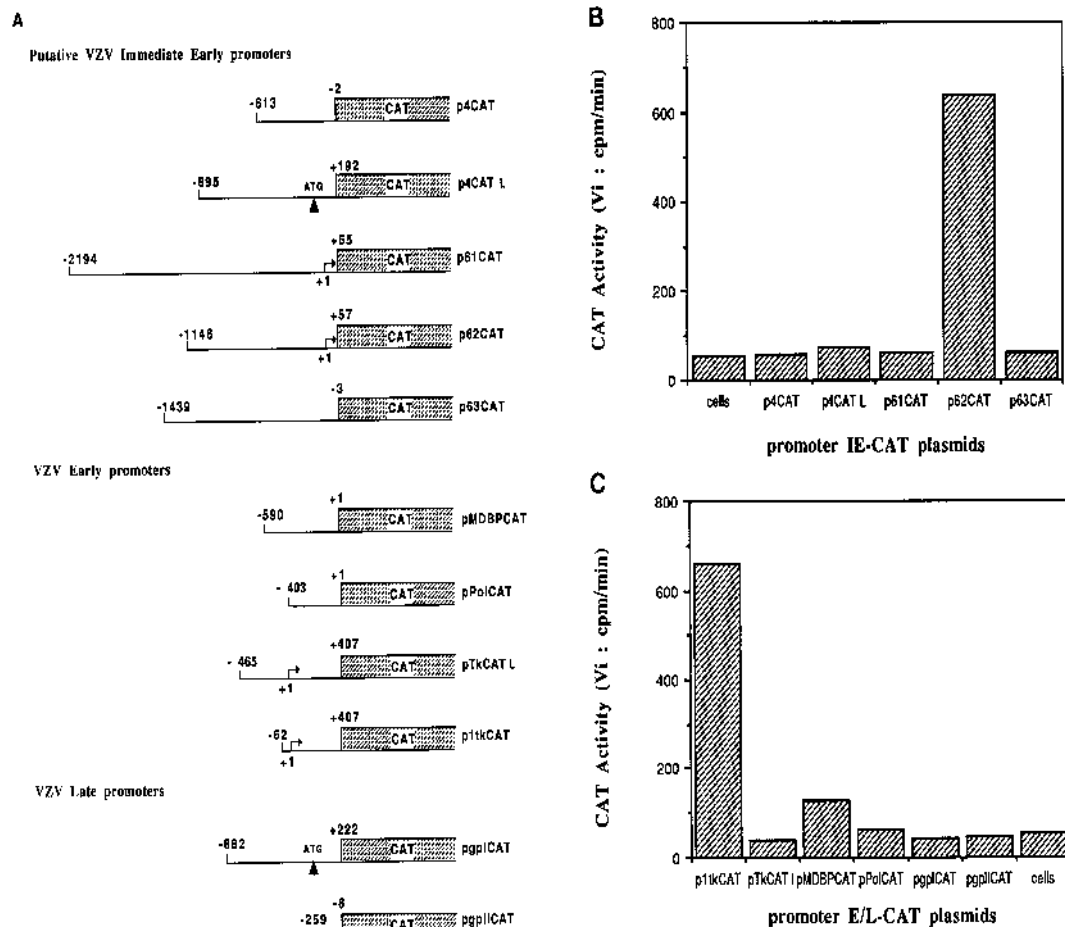 A
Putative VZV Immediate Early promoters
-613
-2
CAT
p4CAT
-895
ATG
+182
CAT
p4CAT L
-2194
+1
+65
CAT
p61CAT
-1146
+1
+57
CAT
p62CAT
-1439
-3
CAT
p63CAT
VZV Early promoters
-590
+1
CAT
pMDBPCAT
- 403
+1
CAT
pPolCAT
- 465
+1
+407
CAT
pTkCAT L
-62
+1
+407
CAT
p1tkCAT
VZV Late promoters
-682
ATG
+222
CAT
pgpICAT
-259
-8
CAT
pgpIICAT
B
CAT Activity (Vi : cpm/min)
800
600
400
200
0
cells p4CAT p4CAT L p61CAT p62CAT p63CAT
promoter IE-CAT plasmids
C
CAT Activity (Vi : cpm/min)
800
600
400
200
0
p1tkCAT pTkCAT l pMDBPCAT pPolCAT pgpICAT pgpIICAT cells
promoter E/L-CAT plasmids